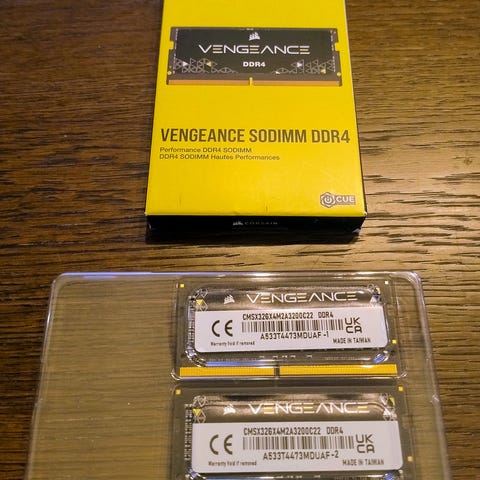 VENGEANCE
DDR4
VENGEANCE SODIMM DDR4
Performance DDR4 SODIMM
DDR4 SODIMM Hautes Performances
CUE
CORSAIR
VENGEANCE
CMSX32GX4M2A3200C22 DDR4
CE
UK
CA
A533T4473MDUAF-1
Warranty Void if removed
MADE IN TAIWAN
VENGEANCE
CMSX32GX4M2A3200C22 DDR4
CE
UK
CA
A533T4473MDUAF-2
Warranty Void if removed
MADE IN TAIWAN